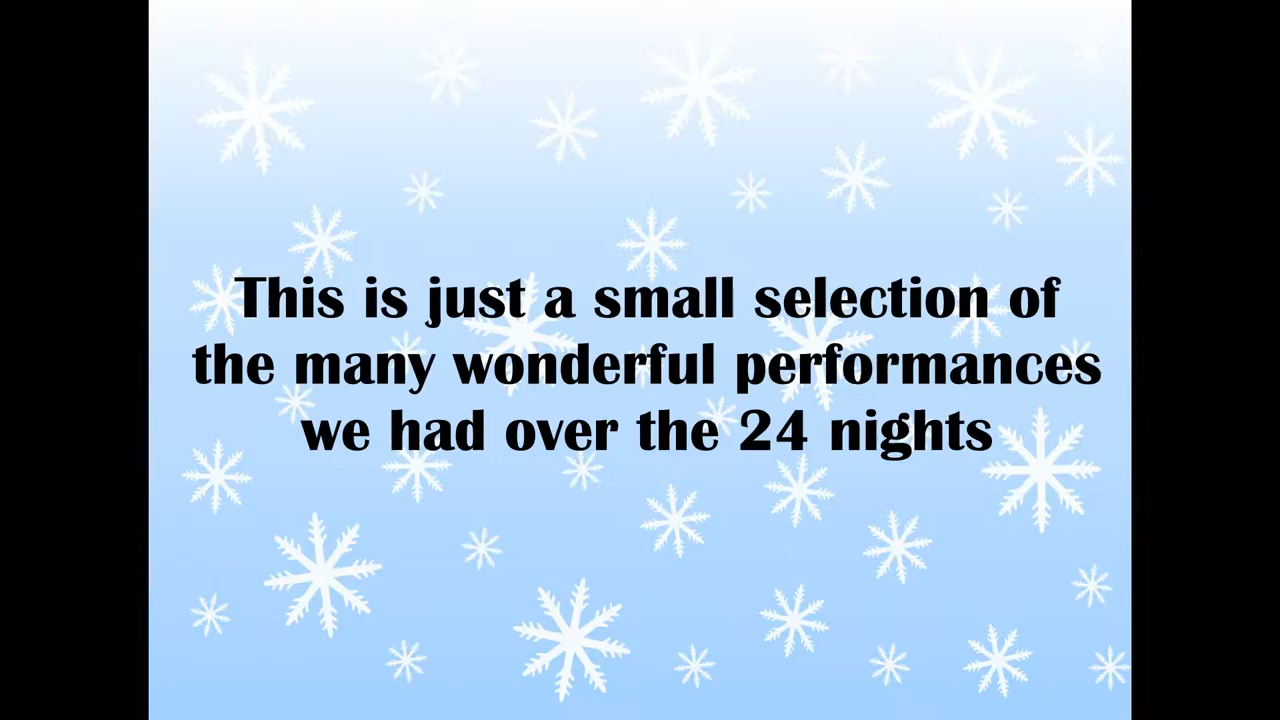 This is just a small selection of
the many wonderful performances
we had over the 24 nights